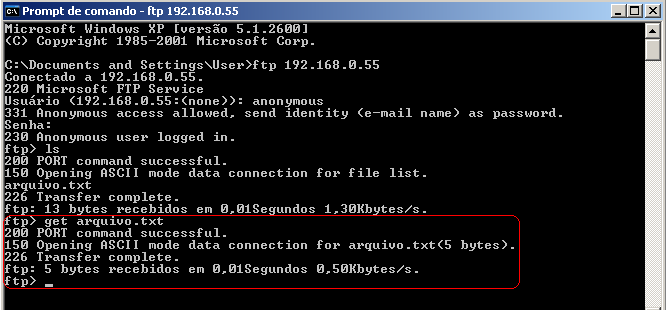 Prompt de comando - ftp 192.168.0.55
Microsoft Windows XP [versão 5.1.2600]
(C) Copyright 1985-2001 Microsoft Corp.
C:\Documents and Settings\User>ftp 192.168.0.55
Conectado a 192.168.0.55.
220 Microsoft FTP Service
Usuário (192.168.0.55:(none)): anonymous
331 Anonymous access allowed, send identity (e-mail name) as password.
Senha:
230 Anonymous user logged in.
ftp> ls
200 PORT command successful.
150 Opening ASCII mode data connection for file list.
arquivo.txt
226 Transfer complete.
ftp: 13 bytes recebidos em 0,01Segundos 1,30Kbytes/s.
ftp> get arquivo.txt
200 PORT command successful.
150 Opening ASCII mode data connection for arquivo.txt(5 bytes).
226 Transfer complete.
ftp: 5 bytes recebidos em 0,01Segundos 0,50Kbytes/s.
ftp> _